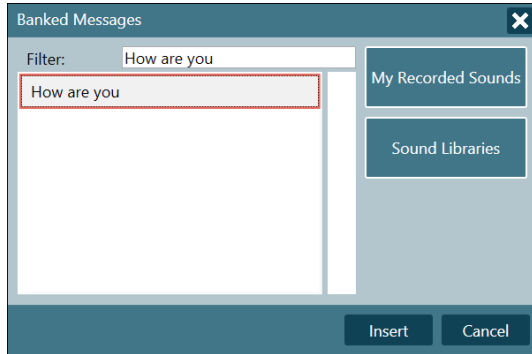 Banked Messages
Filter: How are you
How are you
My Recorded Sounds
Sound Libraries
Insert Cancel